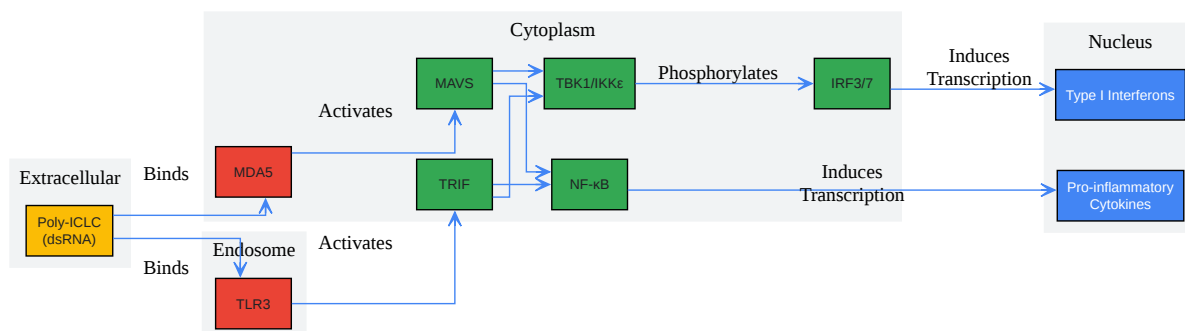 Cytoplasm
Nucleus
Induces
Transcription
MAVS
TBK1/IKKε
Phosphorylates
IRF3/7
Type I Interferons
Activates
Extracellular
Binds
MDA5
TRIF
NF-κB
Induces
Transcription
Pro-inflammatory
Cytokines
Poly-ICLC
(dsRNA)
Endosome
Activates
Binds
TLR3